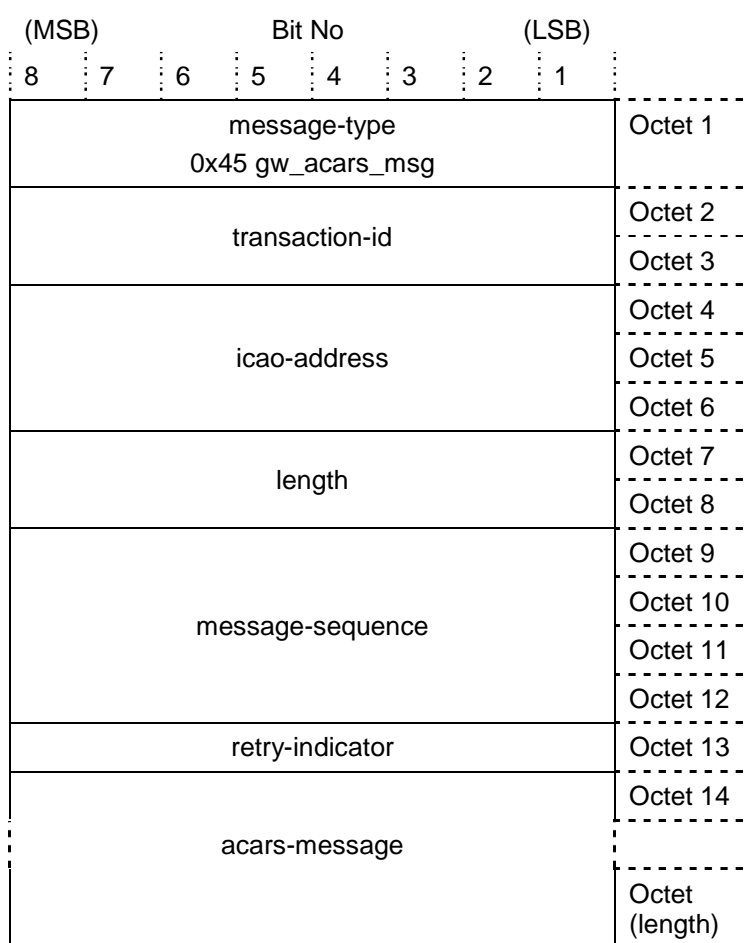 (MSB) Bit No (LSB)
8 7 6 5 4 3 2 1
message-type Octet 1
0x45 gw_acars_msg
Octet 2
transaction-id
Octet 3
Octet 4
icao-address Octet 5
Octet 6
Octet 7
length
Octet 8
Octet 9
Octet 10
message-sequence
Octet 11
Octet 12
retry-indicator Octet 13
Octet 14
acars-message
Octet
(length)